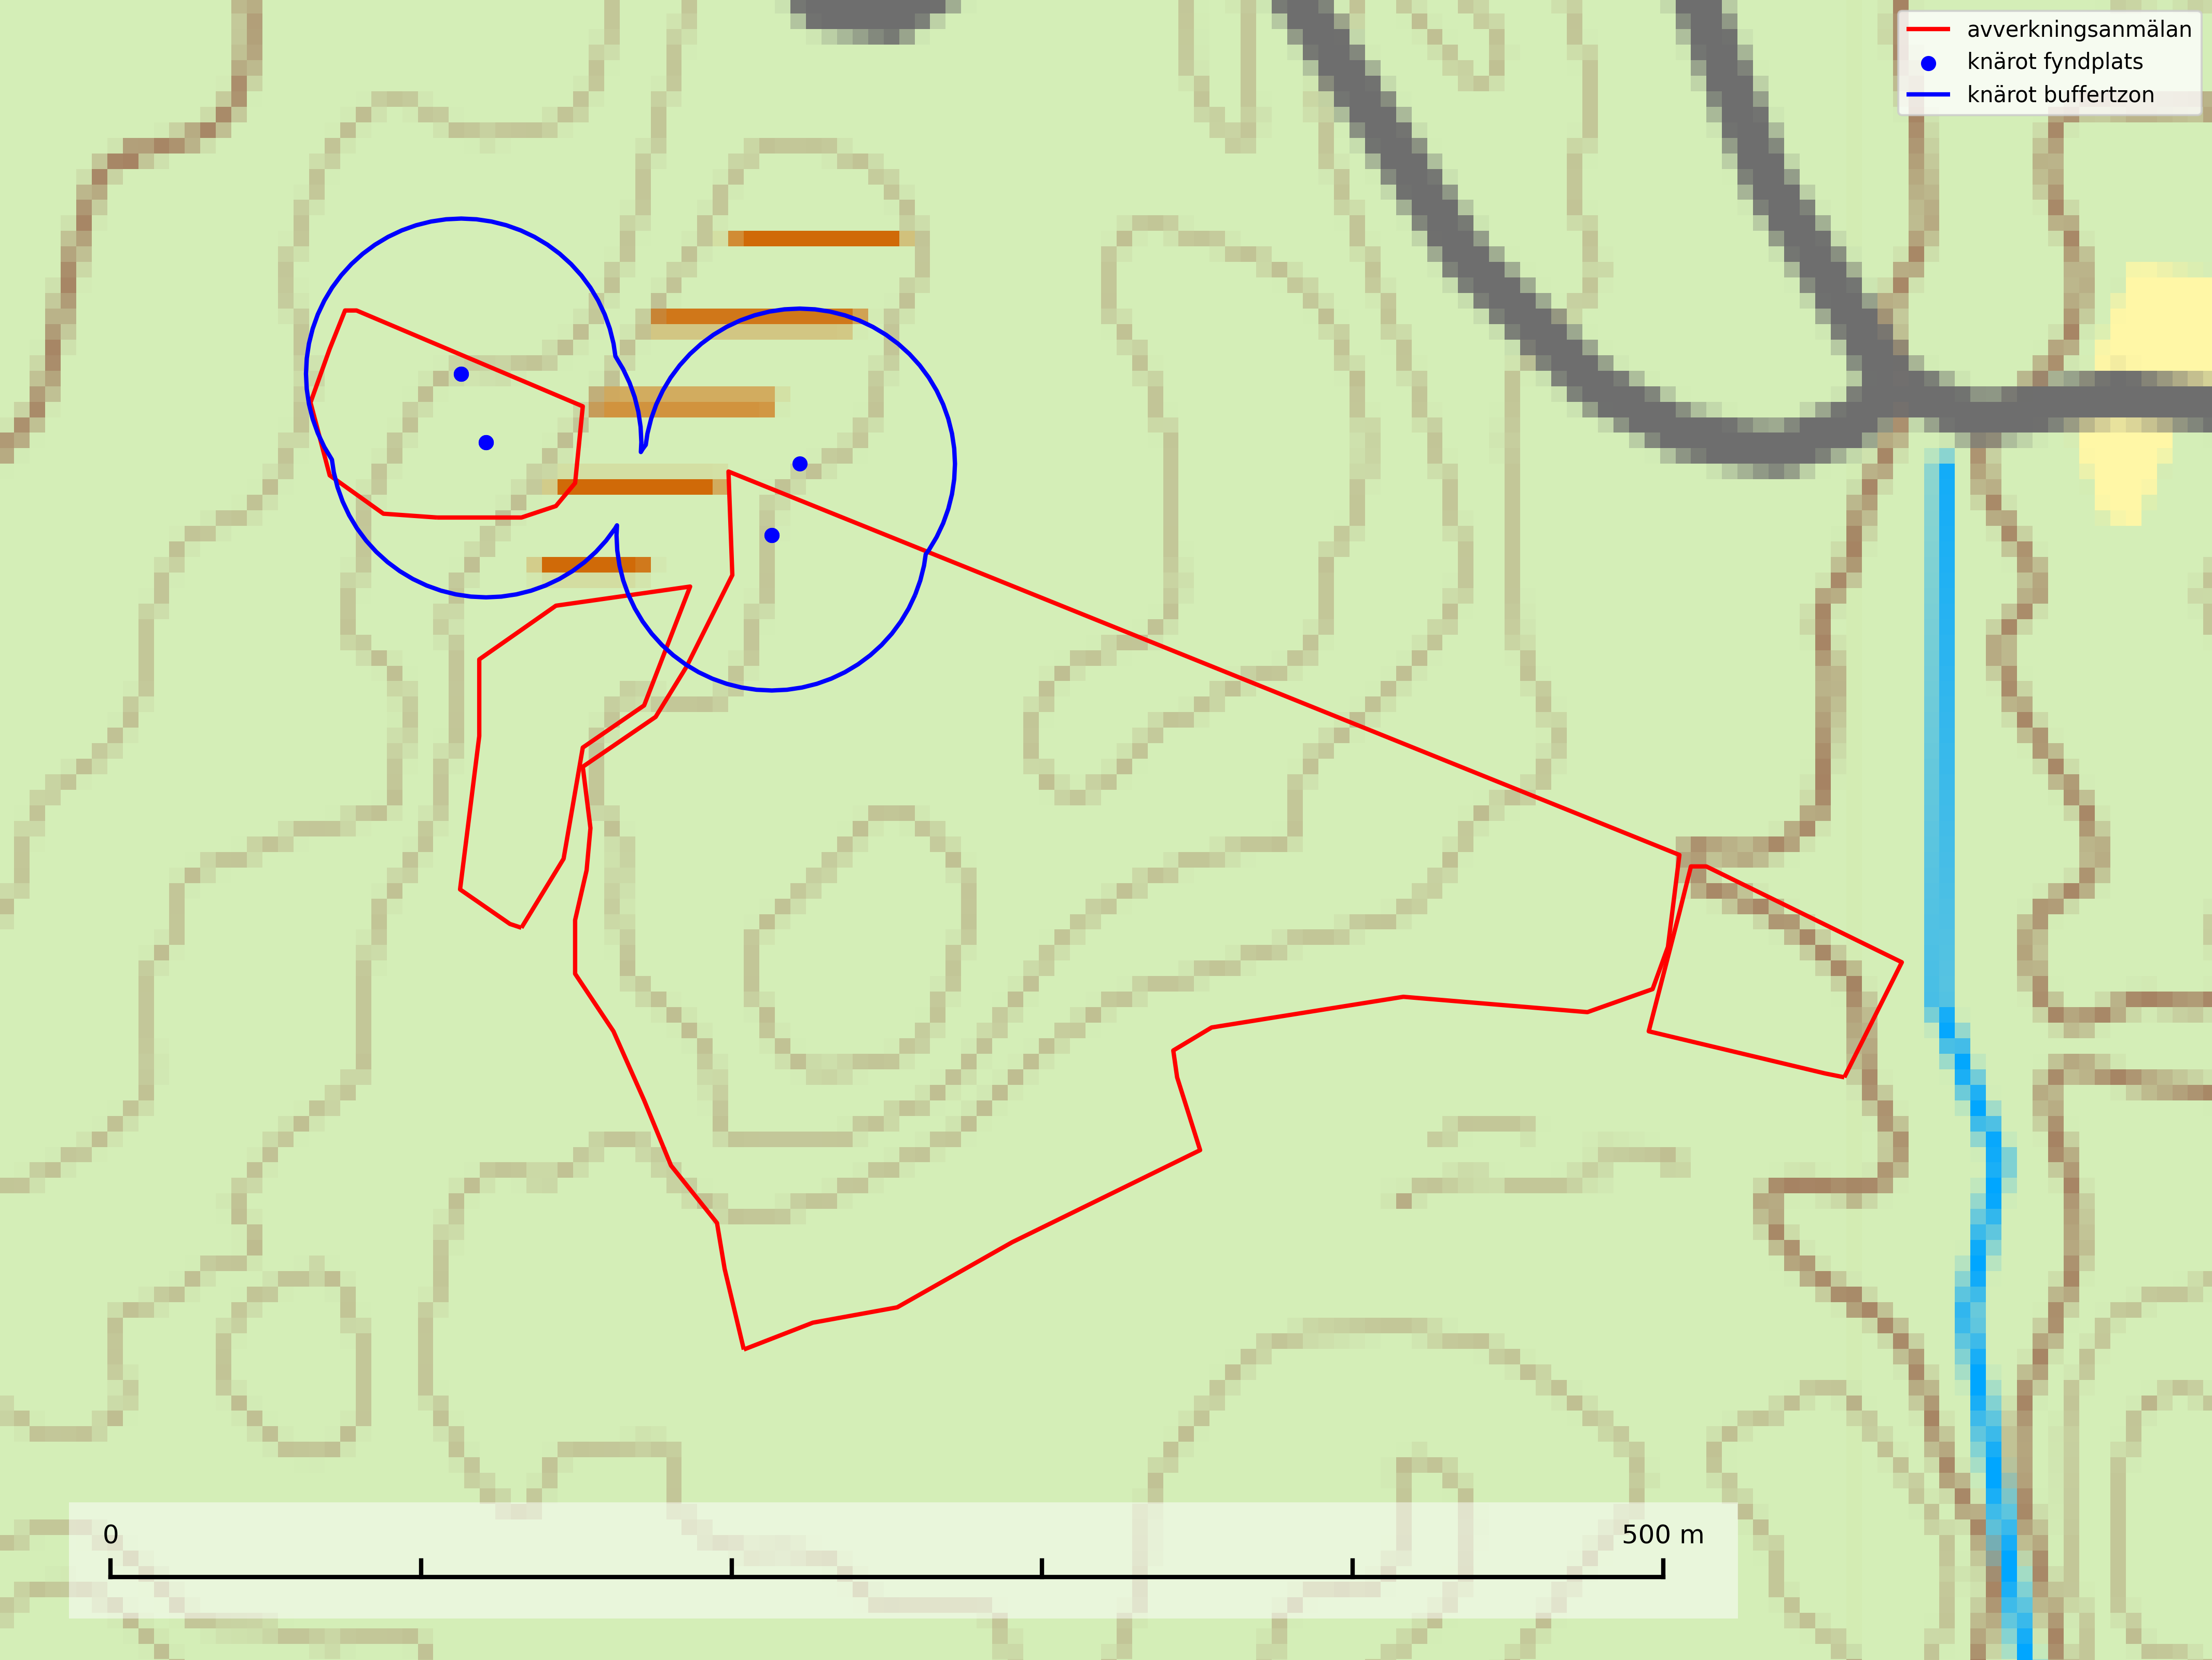 avverkningsanmälan
knärot fyndplats
knärot buffertzon
0 500 m